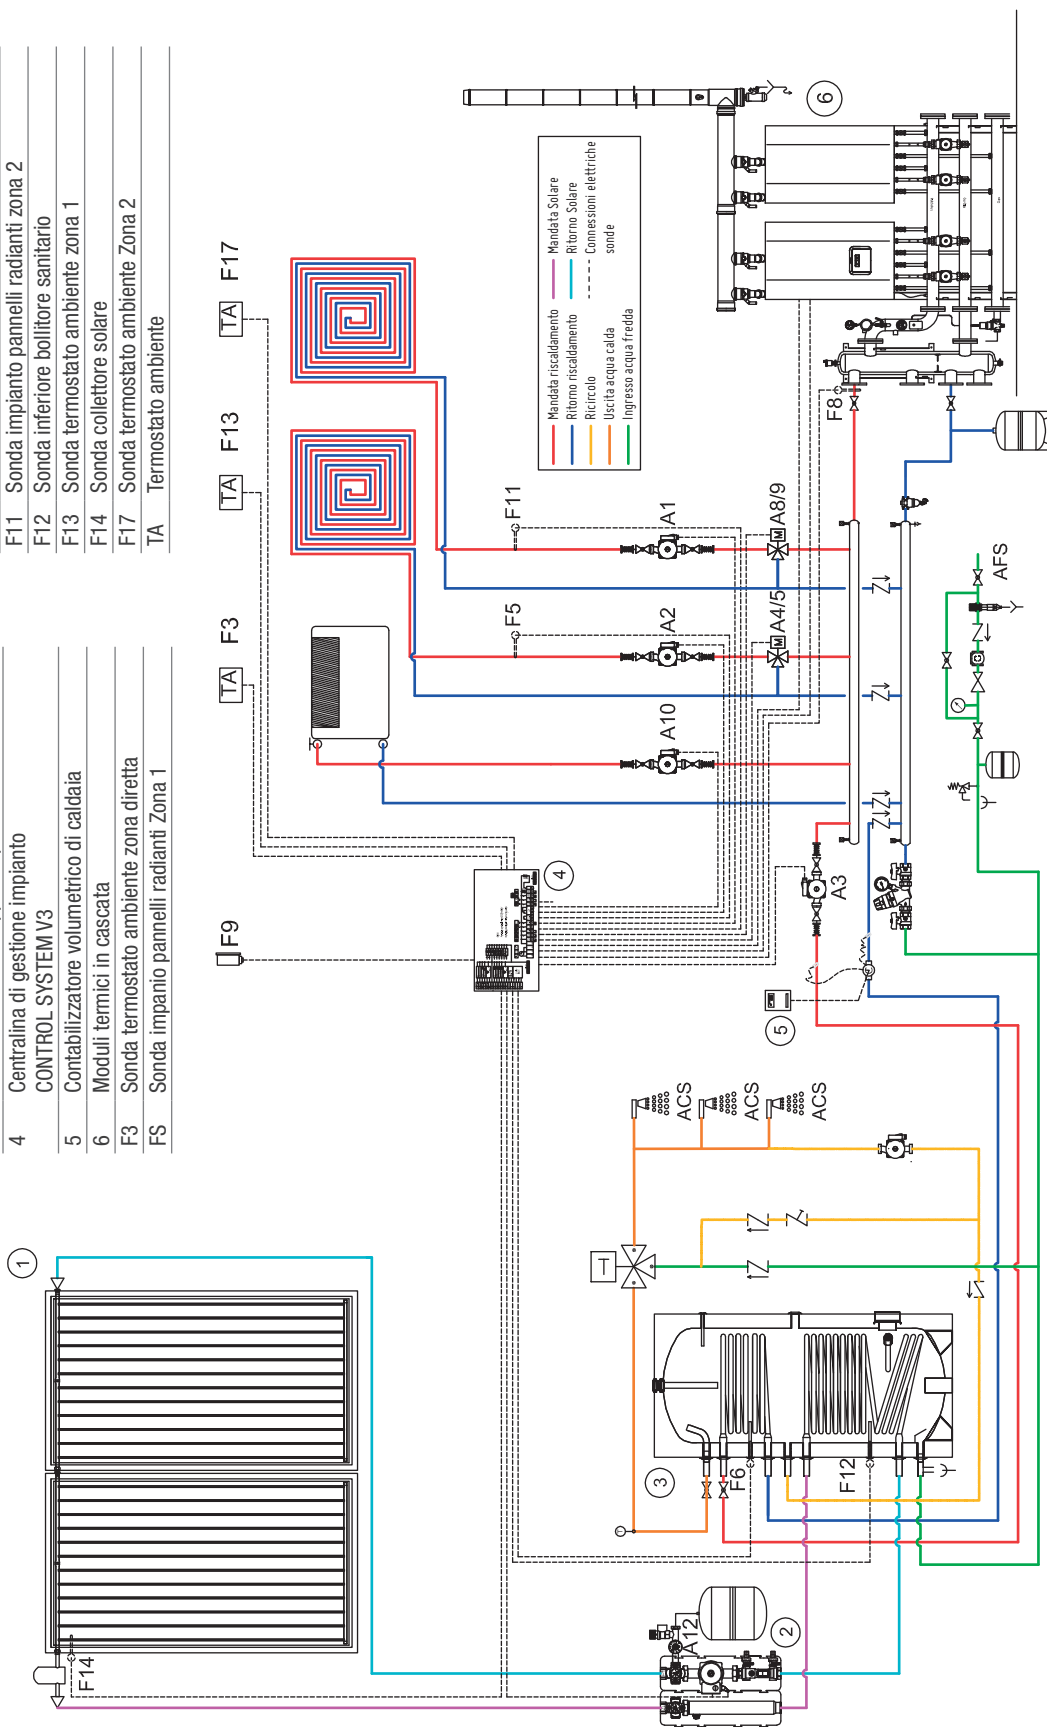 4 Centralina di gestione impianto
CONTROL SYSTEM V3
5 Contabilizzatore volumetrico di caldaia
6 Moduli termici in cascata
F3 Sonda termostato ambiente zona diretta
FS Sonda impanio pannelli radianti Zona 1
F11 Sonda impianto pannelli radianti zona 2
F12 Sonda inferiore bollitore sanitario
F13 Sonda termostato ambiente zona 1
F14 Sonda collettore solare
F17 Sonda termostato ambiente Zona 2
TA Termostato ambiente
1
F14
F9
TA F3
TA F13
TA F17
4
F5
F11
A10
A2
A1
M A4/5
M A8/9
Mandata riscaldamento
Ritorno riscaldamento
Ricircolo
Uscita acqua calda
Ingresso acqua fredda
Mandata Solare
Ritorno Solare
Connessioni elettriche
sonde
6
F8
A3
5
AFS
ACS
ACS
ACS
T
3
F6
F12
A12
2